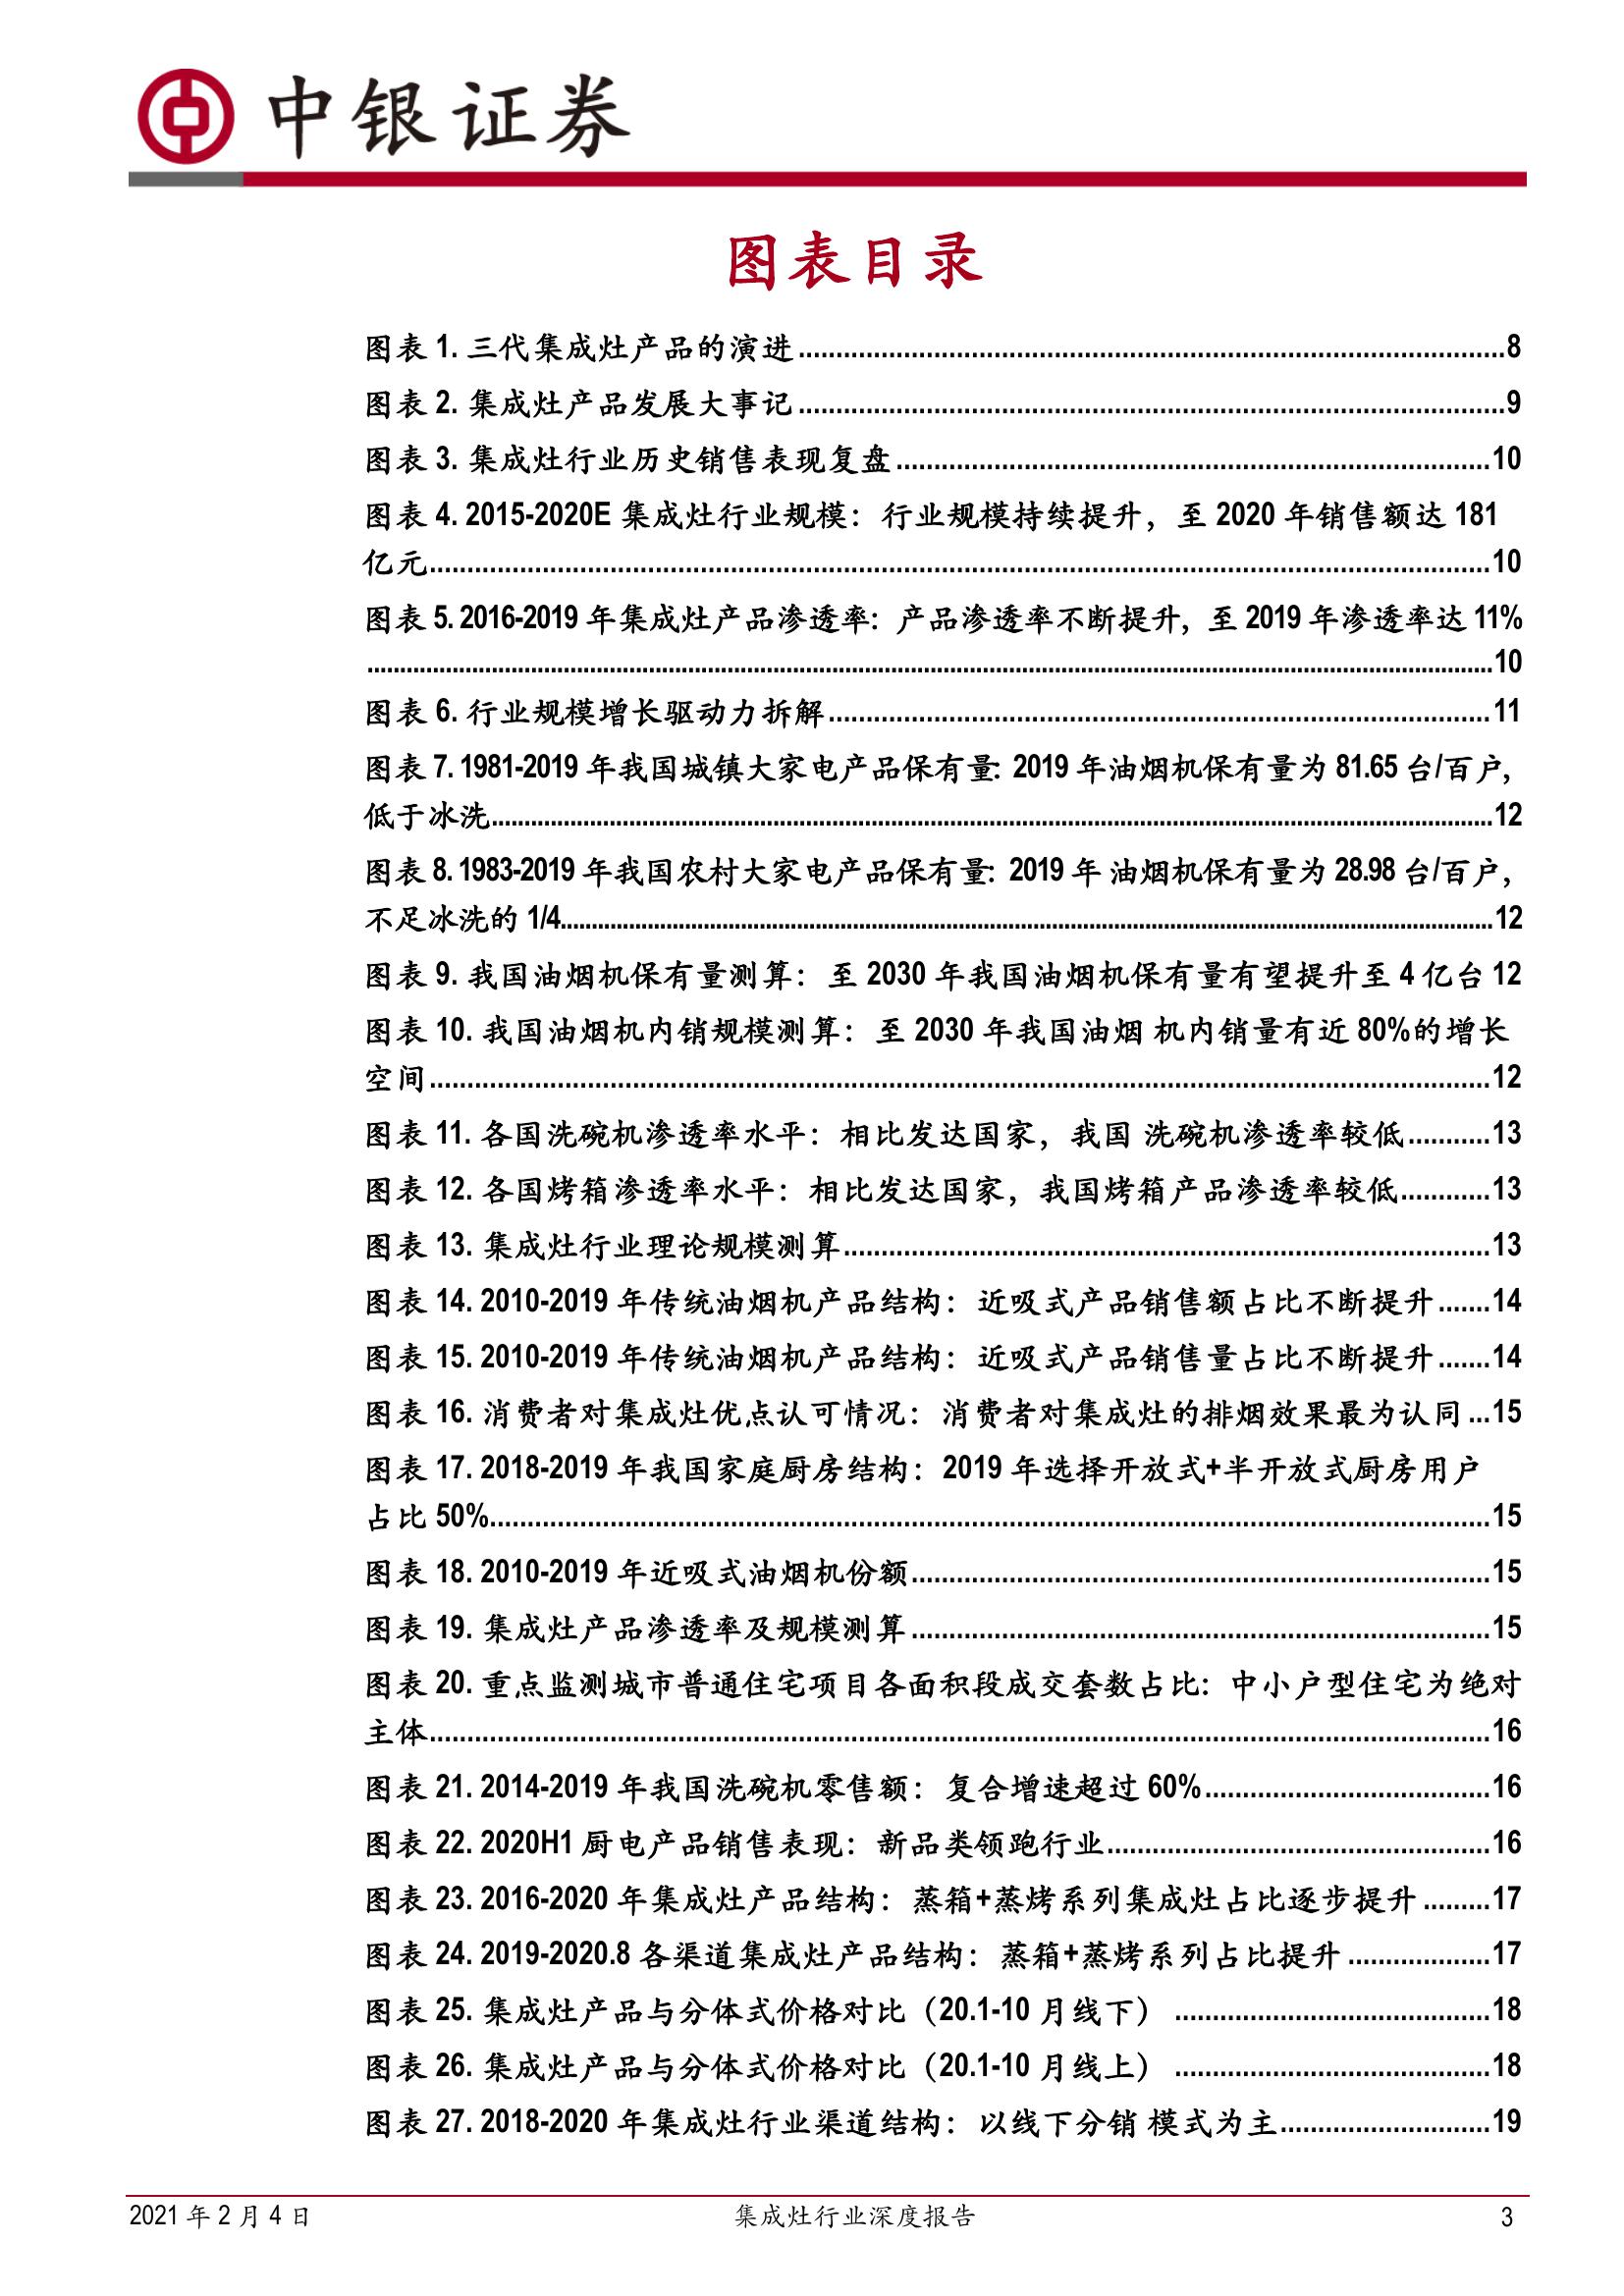 中银证券
图表目录
图表 1. 三代集成灶产品的演进........8
图表 2. 集成灶产品发展大事记........9
图表 3. 集成灶行业历史销售表现复盘........10
图表 4. 2015-2020E 集成灶行业规模：行业规模持续提升，至 2020 年销售额达 181
亿元........10
图表 5. 2016-2019 年集成灶产品渗透率：产品渗透率不断提升，至 2019 年渗透率达 11%
........10
图表 6. 行业规模增长驱动力拆解........11
图表 7. 1981-2019 年我国城镇大家电产品保有量：2019 年油烟机保有量为 81.65 台/百户，
低于冰洗........12
图表 8. 1983-2019 年我国农村大家电产品保有量：2019 年 油烟机保有量为 28.98 台/百户，
不足冰洗的 1/4........12
图表 9. 我国油烟机保有量测算：至 2030 年我国油烟机保有量有望提升至 4 亿台 12
图表 10. 我国油烟机内销规模测算：至 2030 年我国油烟 机内销量有近 80%的增长
空间........12
图表 11. 各国洗碗机渗透率水平：相比发达国家，我国 洗碗机渗透率较低........13
图表 12. 各国烤箱渗透率水平：相比发达国家，我国烤箱产品渗透率较低........13
图表 13. 集成灶行业理论规模测算........13
图表 14. 2010-2019 年传统油烟机产品结构：近吸式产品销售额占比不断提升.......14
图表 15. 2010-2019 年传统油烟机产品结构：近吸式产品销售量占比不断提升.......14
图表 16. 消费者对集成灶优点认可情况：消费者对集成灶的排烟效果最为认同 ...15
图表 17. 2018-2019 年我国家庭厨房结构：2019 年选择开放式+半开放式厨房用户
占比 50%........15
图表 18. 2010-2019 年近吸式油烟机份额........15
图表 19. 集成灶产品渗透率及规模测算........15
图表 20. 重点监测城市普通住宅项目各面积段成交套数占比：中小户型住宅为绝对
主体........16
图表 21. 2014-2019 年我国洗碗机零售额：复合增速超过 60%........16
图表 22. 2020H1 厨电产品销售表现：新品类领跑行业........16
图表 23. 2016-2020 年集成灶产品结构：蒸箱+蒸烤系列集成灶占比逐步提升.........17
图表 24. 2019-2020.8 各渠道集成灶产品结构：蒸箱+蒸烤系列占比提升 ........17
图表 25. 集成灶产品与分体式价格对比（20.1-10 月线下） ........18
图表 26. 集成灶产品与分体式价格对比（20.1-10 月线上） ........18
图表 27. 2018-2020 年集成灶行业渠道结构：以线下分销 模式为主........19
2021 年 2 月 4 日 集成灶行业深度报告 3